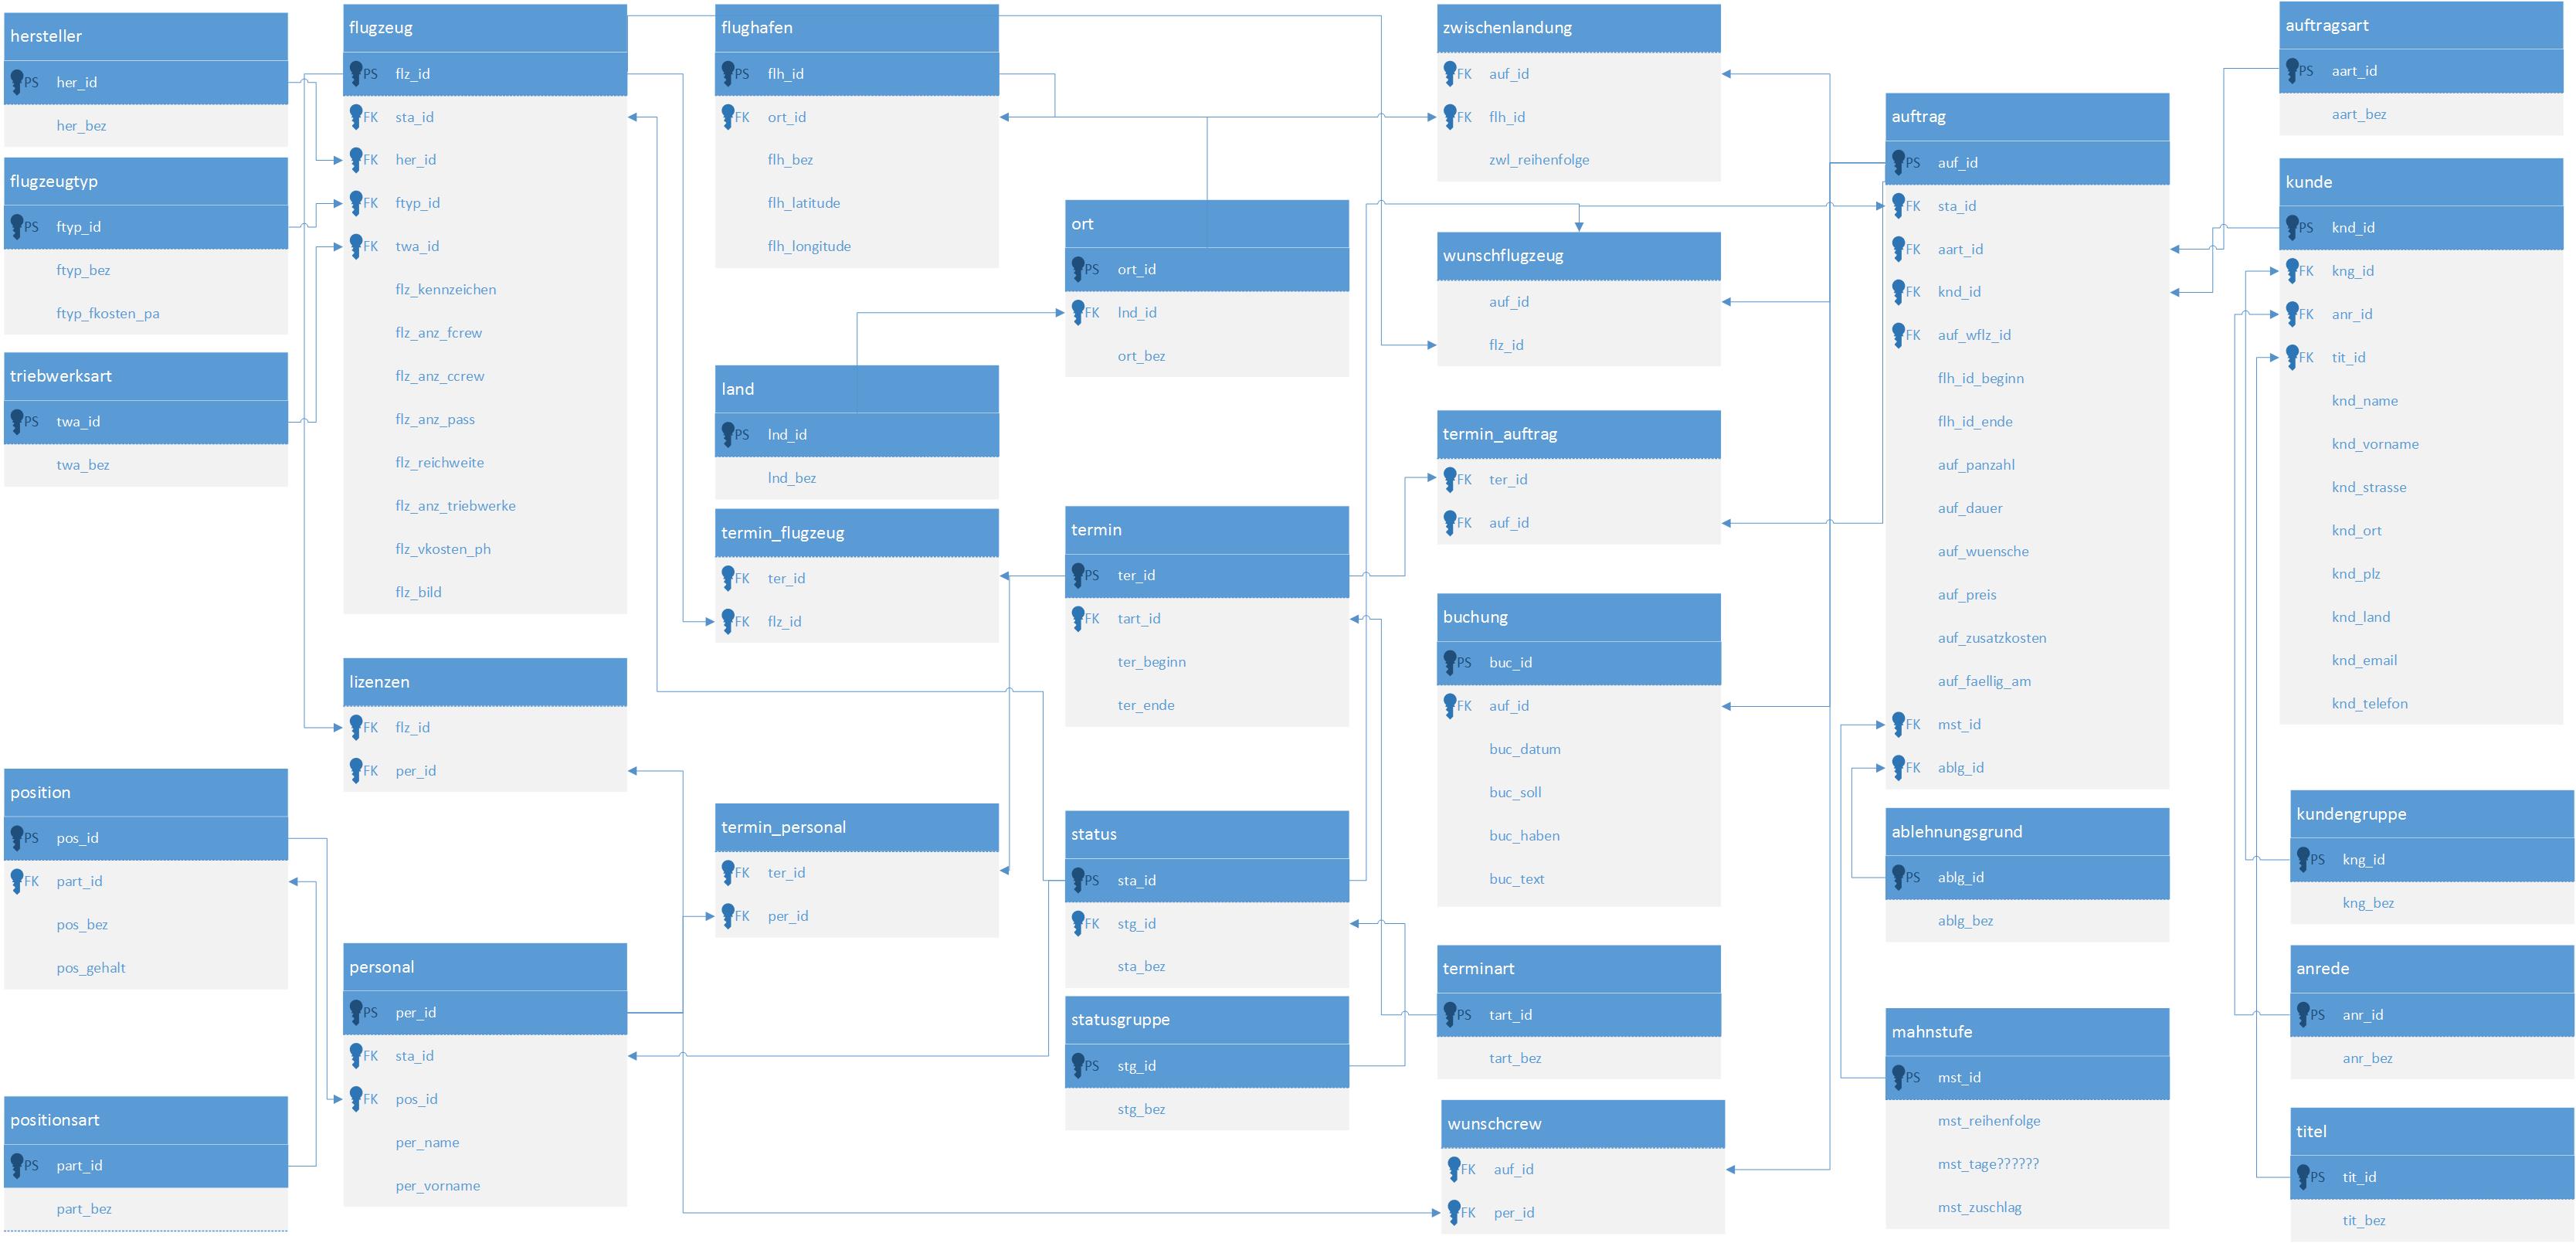 hersteller
PS her_id
her_bez
flugzeugtyp
PS ftyp_id
ftyp_bez
ftyp_fkosten_pa
triebwerksart
PS twa_id
twa_bez
position
PS pos_id
FK part_id
pos_bez
pos_gehalt
positionsart
PS part_id
part_bez
flugzeug
PS flz_id
FK sta_id
FK her_id
FK ftyp_id
FK twa_id
flz_kennzeichen
flz_anz_fcrew
flz_anz_ccrew
flz_anz_pass
flz_reichweite
flz_anz_triebwerke
flz_vkosten_ph
flz_bild
lizenzen
FK flz_id
FK per_id
personal
PS per_id
FK sta_id
FK pos_id
per_name
per_vorname
flughafen
PS flh_id
FK ort_id
flh_bez
flh_latitude
flh_longitude
land
PS lnd_id
lnd_bez
termin_flugzeug
FK ter_id
FK flz_id
termin_personal
FK ter_id
FK per_id
ort
PS ort_id
FK lnd_id
ort_bez
termin
PS ter_id
FK tart_id
ter_beginn
ter_ende
status
PS sta_id
FK stg_id
sta_bez
statusgruppe
PS stg_id
stg_bez
zwischenlandung
FK auf_id
FK flh_id
zwl_reihenfolge
wunschflugzeug
auf_id
flz_id
termin_auftrag
FK ter_id
FK auf_id
buchung
PS buc_id
FK auf_id
buc_datum
buc_soll
buc_haben
buc_text
terminart
PS tart_id
tart_bez
wunschcrew
FK auf_id
FK per_id
auftrag
PS auf_id
FK sta_id
FK aart_id
FK knd_id
FK auf_wflz_id
flh_id_beginn
flh_id_ende
auf_panzahl
auf_dauer
auf_wuensche
auf_preis
auf_zusatzkosten
auf_faellig_am
FK mst_id
FK ablg_id
ablehnungsgrund
PS ablg_id
ablg_bez
mahnstufe
PS mst_id
mst_reihenfolge
mst_tage??????
mst_zuschlag
auftragsart
PS aart_id
aart_bez
kunde
PS knd_id
FK kng_id
FK anr_id
FK tit_id
knd_name
knd_vorname
knd_strasse
knd_ort
knd_plz
knd_land
knd_email
knd_telefon
kundengruppe
PS kng_id
kng_bez
anrede
PS anr_id
anr_bez
titel
PS tit_id
tit_bez